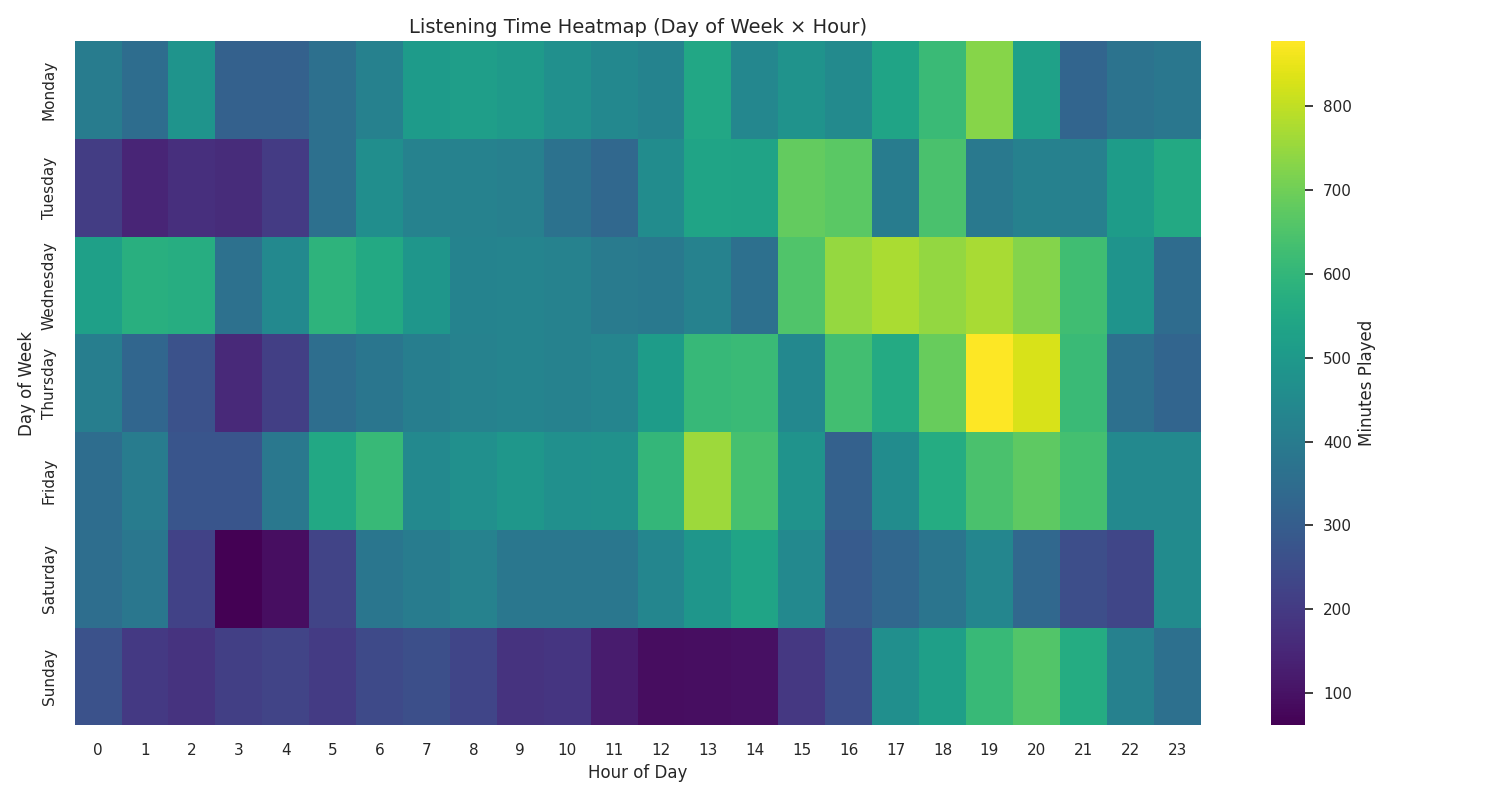 Listening Time Heatmap (Day of Week × Hour)
Day of Week
Monday
Tuesday
Wednesday
Thursday
Friday
Saturday
Sunday
0 1 2 3 4 5 6 7 8 9 10 11 12 13 14 15 16 17 18 19 20 21 22 23
Hour of Day
800
700
600
500
400
300
200
100
Minutes Played